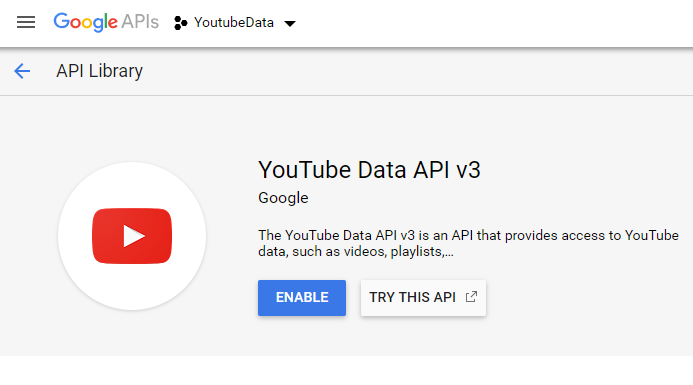 Google APIs YoutubeData
API Library
YouTube Data API v3
Google
The YouTube Data API v3 is an API that provides access to YouTube
data, such as videos, playlists,...
ENABLE TRY THIS API